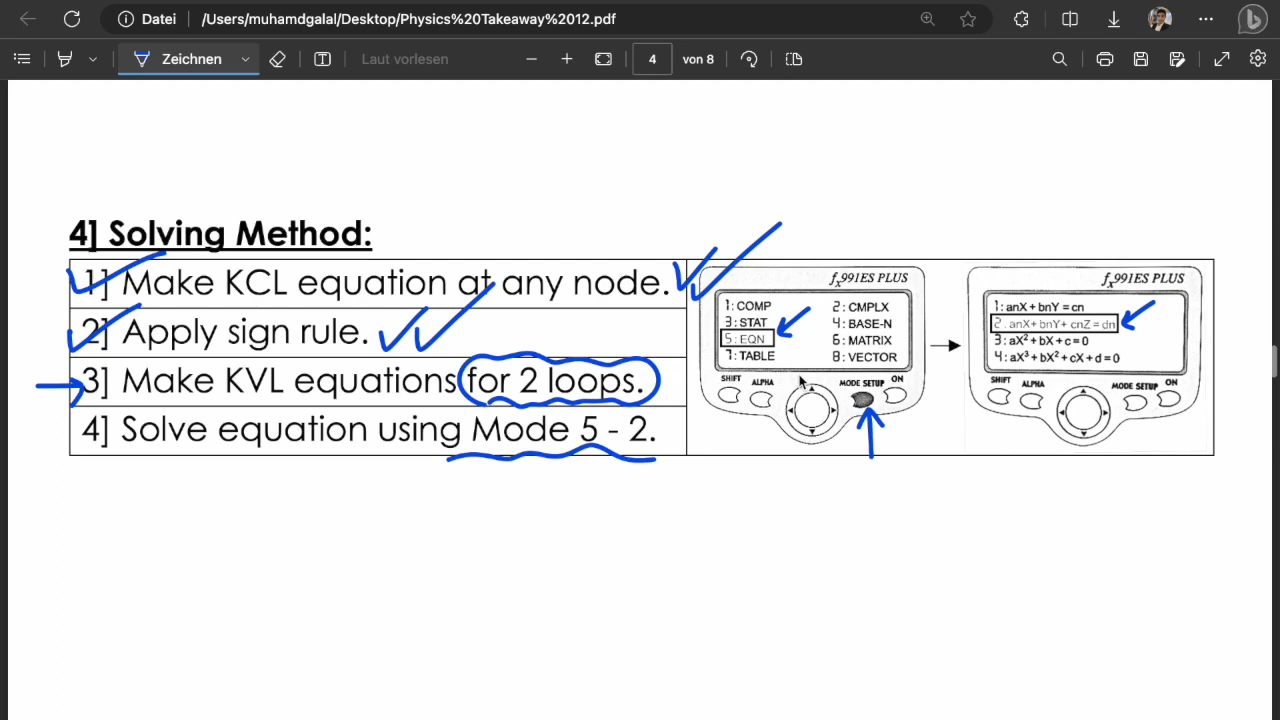 Datei
/Users/muhamdgalal/Desktop/Physics%20Takeaway%2012.pdf
Zeichnen
Laut vorlesen
4
von 8
4] Solving Method:
1] Make KCL equation at any node.
2] Apply sign rule.
3] Make KVL equations for 2 loops.
4] Solve equation using Mode 5 - 2.
fx991ES PLUS
1: COMP 2: CMPLX
3: STAT 4: BASE-N
5: EQN 6: MATRIX
7: TABLE 8: VECTOR
SHIFT ALPHA MODE SETUP ON
fx991ES PLUS
1: anX + bnY = cn
2. anX+ bnY+ cnZ = dn
3: aX² + bX + c = 0
4: aX³ + bX² + cX + d = 0
SHIFT ALPHA MODE SETUP ON